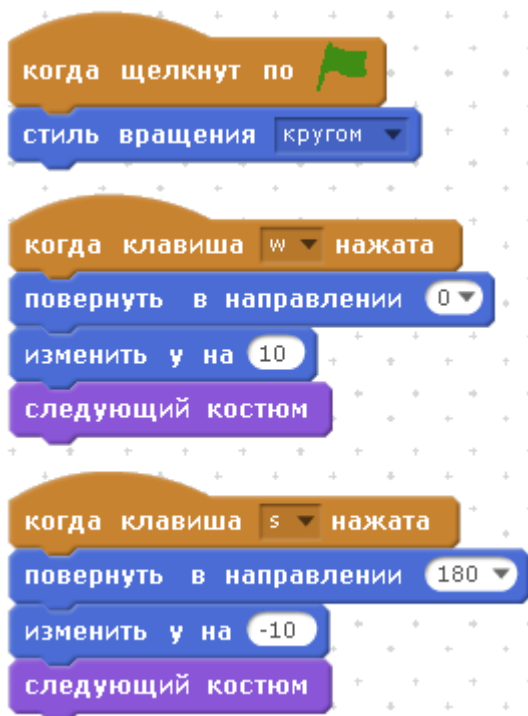 когда щелкнут по
стиль вращения кругом
когда клавиша w нажата
повернуть в направлении 0
изменить y на 10
следующий костюм
когда клавиша s нажата
повернуть в направлении 180
изменить y на -10
следующий костюм